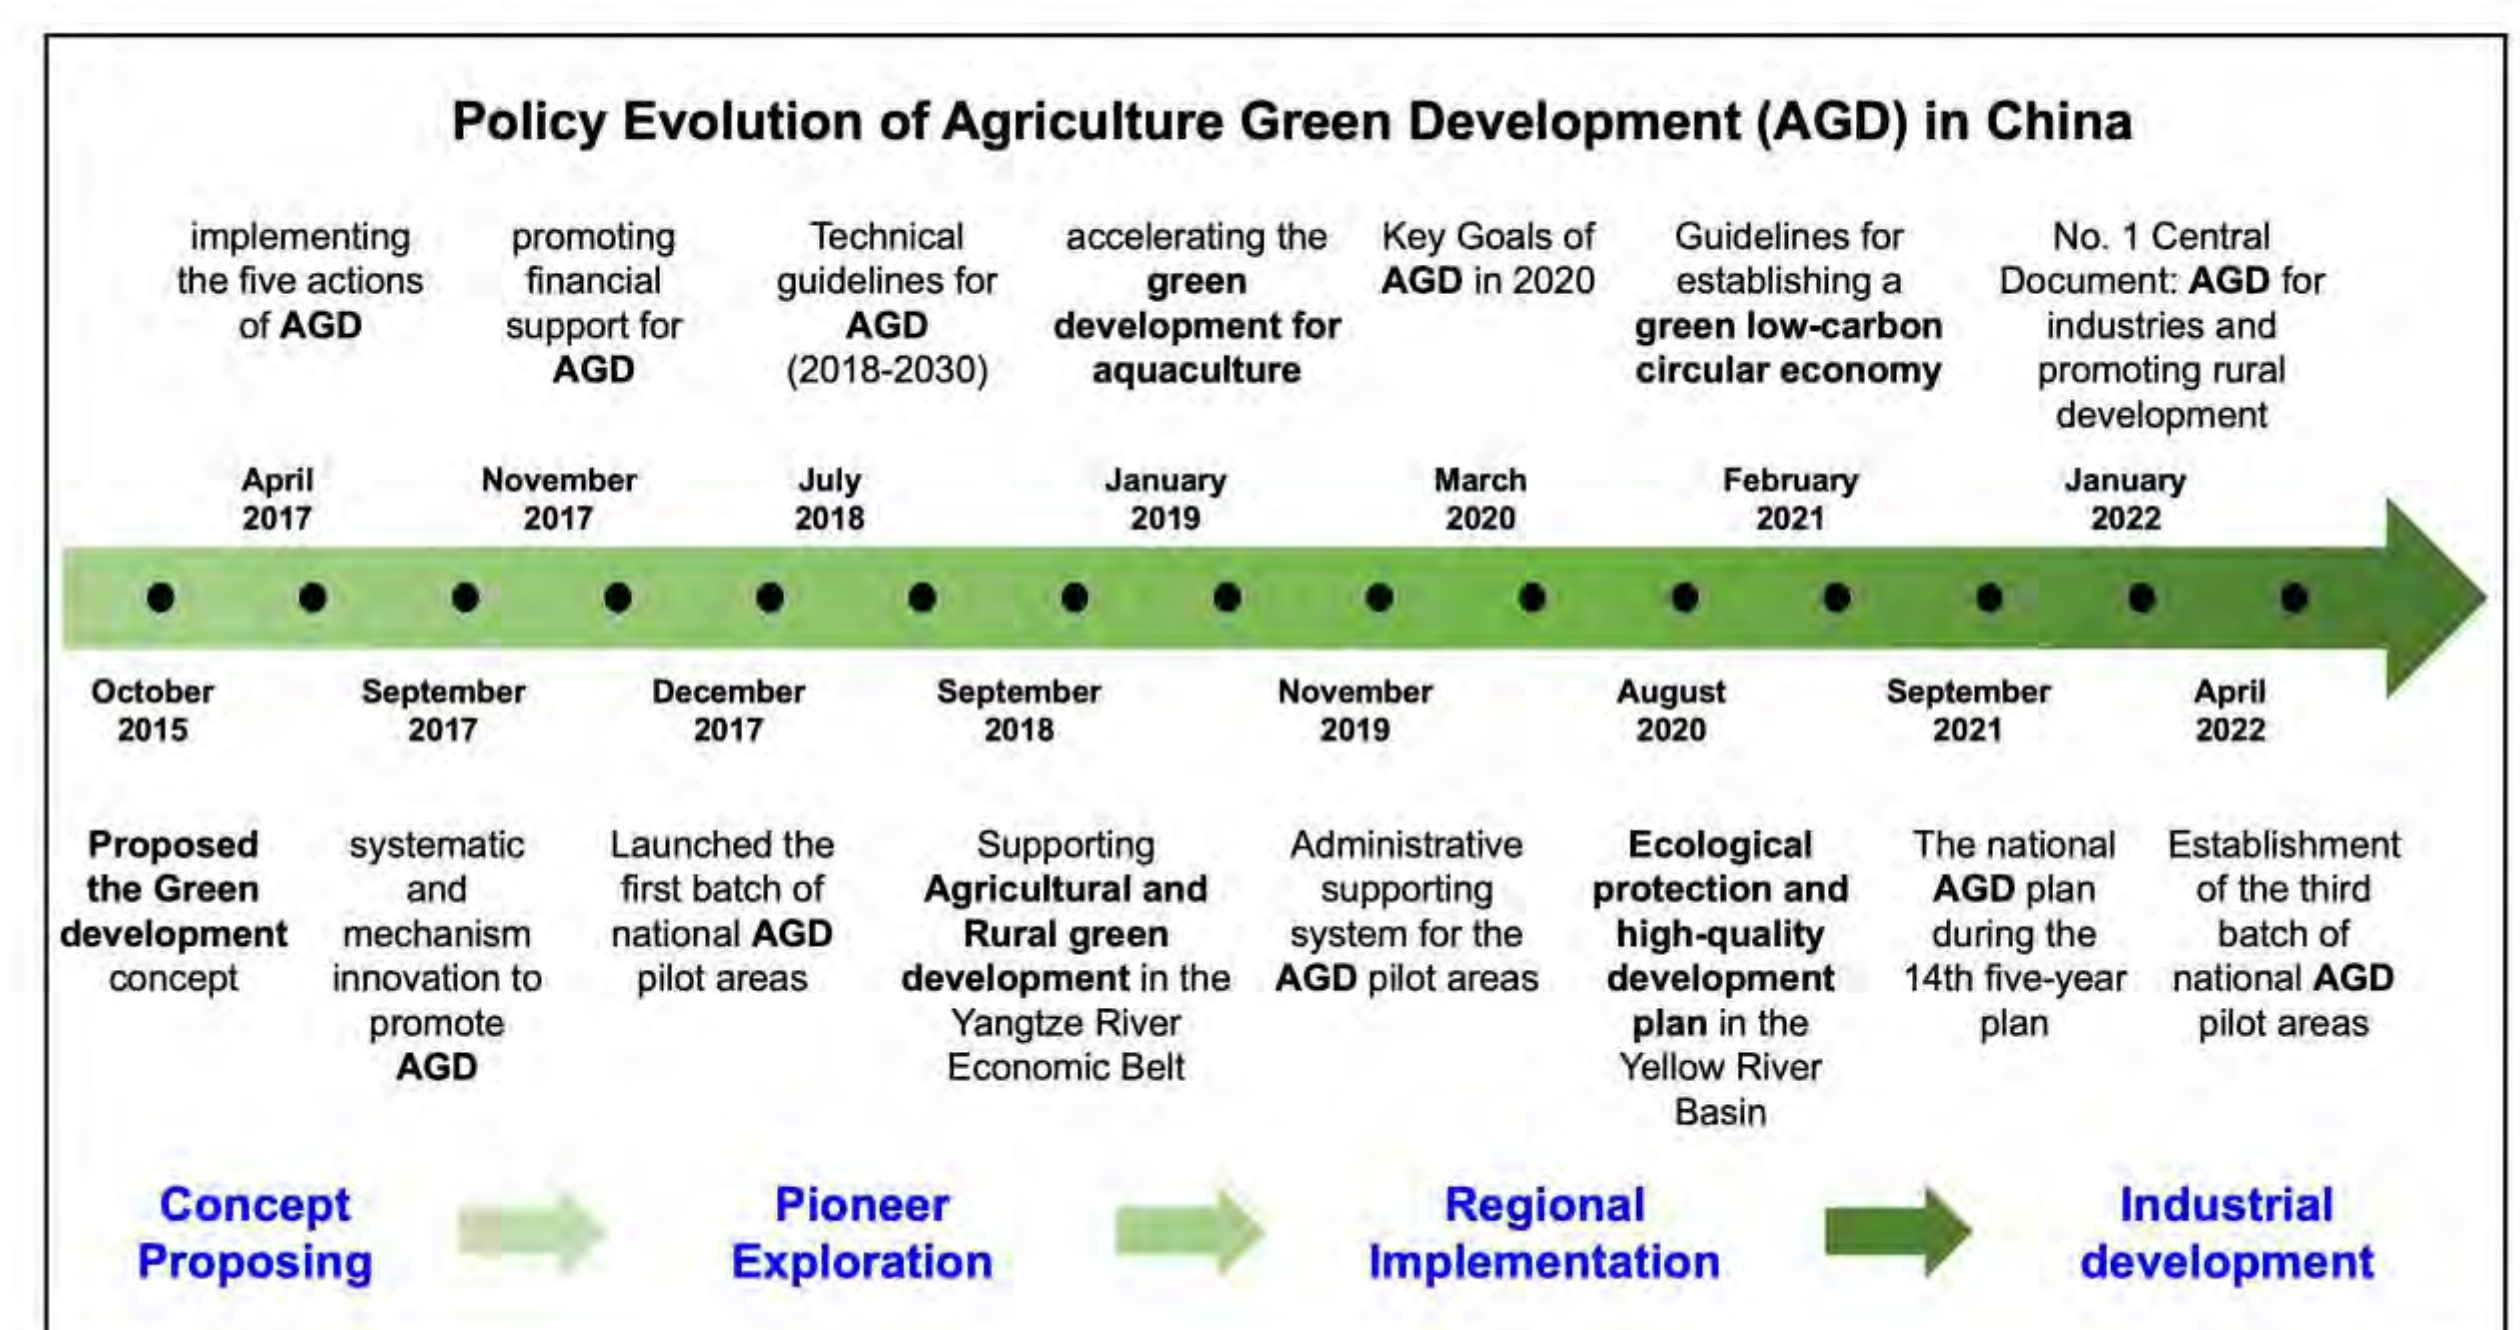 Policy Evolution of Agriculture Green Development (AGD) in China
implementing
the five actions
of AGD
promoting
financial
support for
AGD
Technical
guidelines for
AGD
(2018-2030)
accelerating the
green
development for
aquaculture
Key Goals of
AGD in 2020
Guidelines for
establishing a
green low-carbon
circular economy
No. 1 Central
Document: AGD for
industries and
promoting rural
development
April
2017
November
2017
July
2018
January
2019
March
2020
February
2021
January
2022
October
2015
September
2017
December
2017
September
2018
November
2019
August
2020
September
2021
April
2022
Proposed
the Green
development
concept
systematic
and
mechanism
innovation to
promote
AGD
Launched the
first batch of
national AGD
pilot areas
Supporting
Agricultural and
Rural green
development in the
Yangtze River
Economic Belt
Administrative
supporting
system for the
AGD pilot areas
Ecological
protection and
high-quality
development
plan in the
Yellow River
Basin
The national
AGD plan
during the
14th five-year
plan
Establishment
of the third
batch of
national AGD
pilot areas
Concept
Proposing
Pioneer
Exploration
Regional
Implementation
Industrial
development